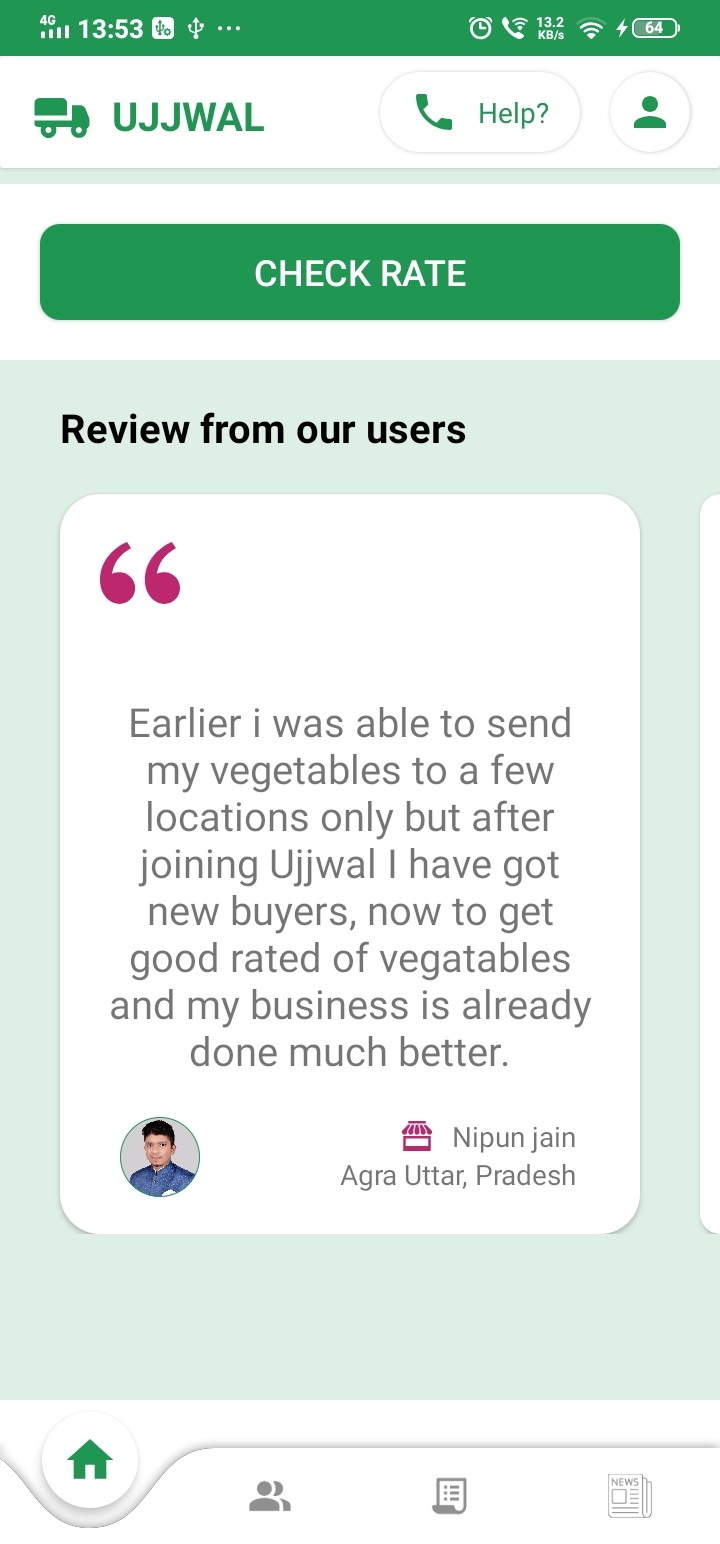 4G 13:53 13.2 KB/s 64
UJJWAL Help?
CHECK RATE
Review from our users
Earlier i was able to send
my vegetables to a few
locations only but after
joining Ujjwal I have got
new buyers, now to get
good rated of vegatables
and my business is already
done much better.
Nipun jain
Agra Uttar, Pradesh
NEWS